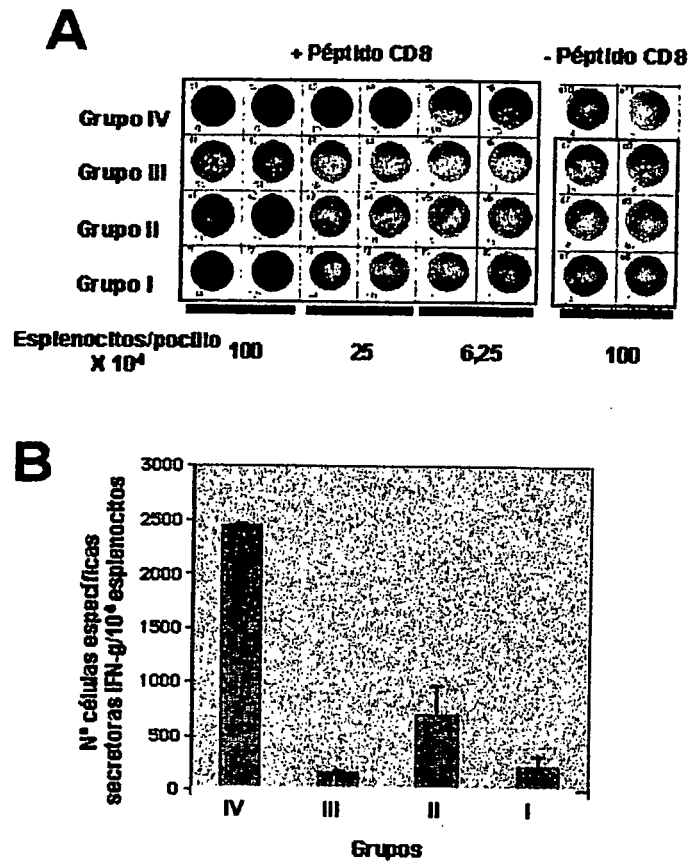 A
+ Péptido CD8
- Péptido CD8
Grupo IV
Grupo III
Grupo II
Grupo I
Esplenocitos/pocillo
X 10⁴
100
25
6,25
100
B
Nº células específicas
secretoras IFN-g/10⁶ esplenocitos
3000
2500
2000
1500
1000
500
0
IV
III
II
I
Grupos